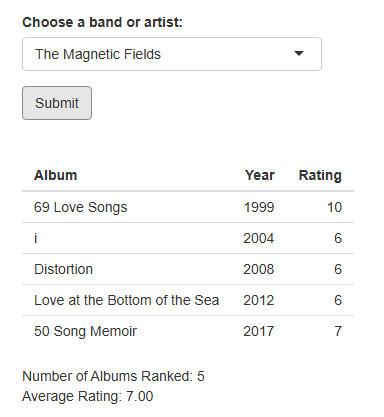 Choose a band or artist:
The Magnetic Fields
Submit
Album Year Rating
69 Love Songs 1999 10
i 2004 6
Distortion 2008 6
Love at the Bottom of the Sea 2012 6
50 Song Memoir 2017 7
Number of Albums Ranked: 5
Average Rating: 7.00